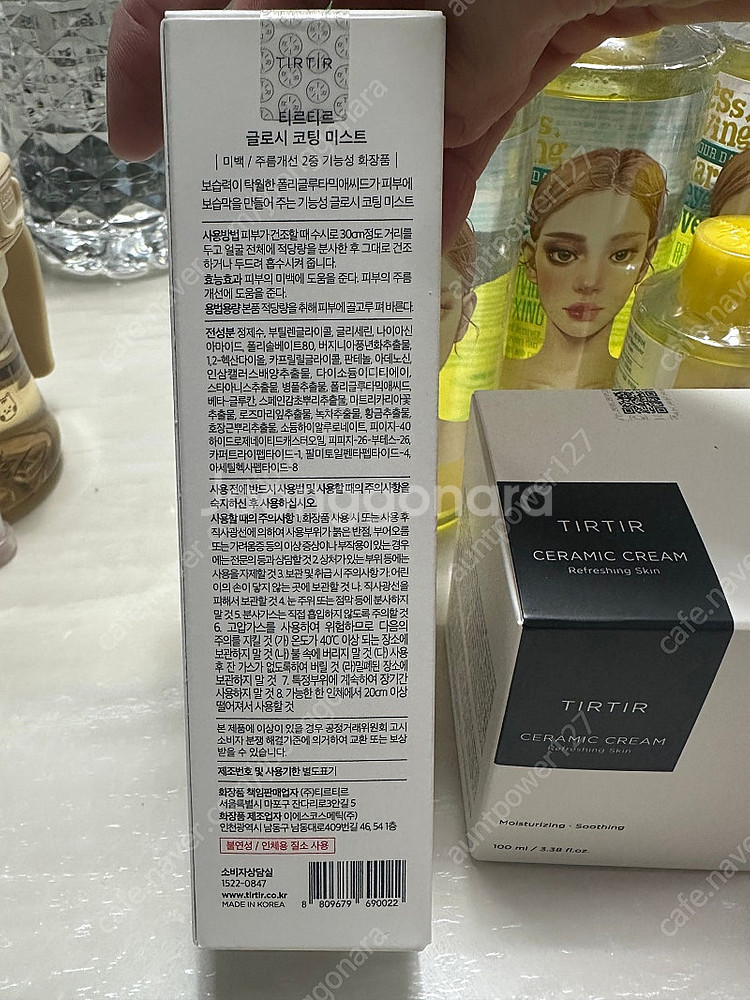 TIRTIR
티르티르
글로시 코팅 미스트
| 미백 / 주름개선 2중 기능성 화장품 |
보습력이 탁월한 폴리글루타믹애씨드가 피부에
보습막을 만들어 주는 기능성 글로시 코팅 미스트
사용방법 피부가 건조할 때 수시로 30cm정도 거리를
두고 얼굴 전체에 적당량을 분사한 후 그대로 건조
하거나 두드려 흡수시켜 줍니다.
효능효과 피부의 미백에 도움을 준다. 피부의 주름
개선에 도움을 준다.
용법용량 본품 적당량을 취해 피부에 골고루 펴 바른다.
전성분 정제수, 부틸렌글라이콜, 글리세린, 나이아신
아마이드, 폴리솔베이트80, 버지니아풍년화추출물,
1,2-헥산다이올, 카프릴릴글라이콜, 판테놀, 아데노신,
인삼캘러스배양추출물, 다이소듐이디티에이,
스티아니스추출물, 병풀추출물, 폴리글루타믹애씨드,
베타-글루칸, 스페인감초뿌리추출물, 마트리카리아꽃
추출물, 로즈마리잎추출물, 녹차추출물, 황금추출물,
호장근뿌리추출물, 소듐하이알루로네이트, 피이지-40
하이드로제네이티드캐스터오일, 피피지-26-부테스-26,
카퍼트라이펩타이드-1, 팔미토일펜타펩타이드-4,
아세틸헥사펩타이드-8
사용 전에 반드시 사용법 및 사용할 때의 주의사항을
숙지하신 후 사용하십시오.
사용할 때의 주의사항 1. 화장품 사용 시 또는 사용 후
직사광선에 의하여 사용부위가 붉은 반점, 부어오름
또는 가려움증 등의 이상 증상이나 부작용이 있는 경우
에는 전문의 등과 상담할 것 2. 상처가 있는 부위 등에는
사용을 자제할 것 3. 보관 및 취급 시 주의사항 가. 어린
이의 손이 닿지 않는 곳에 보관할 것 나. 직사광선을
피해서 보관할 것 4. 눈 주위 또는 점막 등에 분사하지
말 것 5. 분사가스는 직접 흡입하지 않도록 주의할 것
6. 고압가스를 사용하여 위험하므로 다음의
주의를 지킬 것 (가) 온도가 40℃ 이상 되는 장소에
보관하지 말 것 (나) 불 속에 버리지 말 것 (다) 사용
후 잔 가스가 없도록하여 버릴 것 (라)밀폐된 장소에
보관하지 말 것 7. 특정부위에 계속하여 장기간
사용하지 말 것 8. 가능한 한 인체에서 20cm 이상
떨어져서 사용할 것
본 제품에 이상이 있을 경우 공정거래위원회 고시
소비자 분쟁 해결기준에 의거하여 교환 또는 보상
받을 수 있습니다.
제조번호 및 사용기한 별도표기
화장품 책임판매업자 (주)티르티르
서울특별시 마포구 잔다리로3안길 5
화장품 제조업자 이에스코스메틱(주)
인천광역시 남동구 남동대로409번길 46, 54 1층
불연성 / 인체용 질소 사용
소비자상담실
1522-0847
www.tirtir.co.kr
MADE IN KOREA
8 809679 690022
TIRTIR
CERAMIC CREAM
Refreshing Skin
TIRTIR
CERAMIC CREAM
Refreshing Skin
Moisturizing · Soothing
100 ml / 3.38 fl.oz.
Joonggonara
auntpower127
cafe.naver